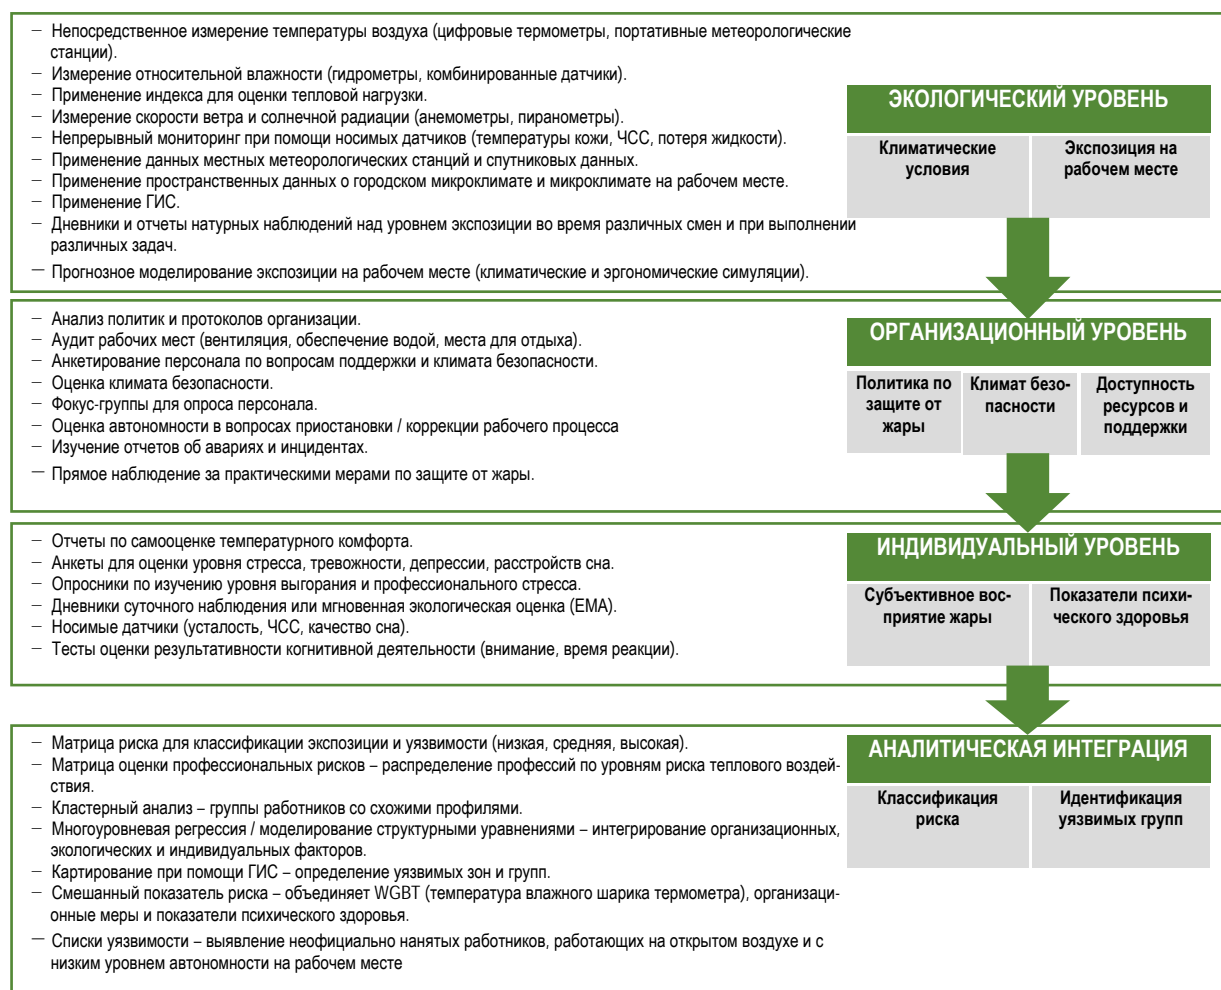 — Непосредственное измерение температуры воздуха (цифровые термометры, портативные метеорологические
станции).
— Измерение относительной влажности (гидрометры, комбинированные датчики).
— Применение индекса для оценки тепловой нагрузки.
— Измерение скорости ветра и солнечной радиации (анемометры, пиранометры).
— Непрерывный мониторинг при помощи носимых датчиков (температуры кожи, ЧСС, потеря жидкости).
— Применение данных местных метеорологических станций и спутниковых данных.
— Применение пространственных данных о городском микроклимате и микроклимате на рабочем месте.
— Применение ГИС.
— Дневники и отчеты натурных наблюдений над уровнем экспозиции во время различных смен и при выполнении
различных задач.
— Прогнозное моделирование экспозиции на рабочем месте (климатические и эргономические симуляции).
ЭКОЛОГИЧЕСКИЙ УРОВЕНЬ
Климатические
условия
Экспозиция на
рабочем месте
— Анализ политик и протоколов организации.
— Аудит рабочих мест (вентиляция, обеспечение водой, места для отдыха).
— Анкетирование персонала по вопросам поддержки и климата безопасности.
— Оценка климата безопасности.
— Фокус-группы для опроса персонала.
— Оценка автономности в вопросах приостановки / коррекции рабочего процесса
— Изучение отчетов об авариях и инцидентах.
— Прямое наблюдение за практическими мерами по защите от жары.
ОРГАНИЗАЦИОННЫЙ УРОВЕНЬ
Политика по
защите от
жары
Климат безо-
пасности
Доступность
ресурсов и
поддержки
— Отчеты по самооценке температурного комфорта.
— Анкеты для оценки уровня стресса, тревожности, депрессии, расстройств сна.
— Опросники по изучению уровня выгорания и профессионального стресса.
— Дневники суточного наблюдения или мгновенная экологическая оценка (EMA).
— Носимые датчики (усталость, ЧСС, качество сна).
— Тесты оценки результативности когнитивной деятельности (внимание, время реакции).
ИНДИВИДУАЛЬНЫЙ УРОВЕНЬ
Субъективное вос-
приятие жары
Показатели психи-
ческого здоровья
— Матрица риска для классификации экспозиции и уязвимости (низкая, средняя, высокая).
— Матрица оценки профессиональных рисков – распределение профессий по уровням риска теплового воздей-
ствия.
— Кластерный анализ – группы работников со схожими профилями.
— Многоуровневая регрессия / моделирование структурными уравнениями – интегрирование организационных,
экологических и индивидуальных факторов.
— Картирование при помощи ГИС – определение уязвимых зон и групп.
— Смешанный показатель риска – объединяет WGBT (температура влажного шарика термометра), организаци-
онные меры и показатели психического здоровья.
— Списки уязвимости – выявление неофициально нанятых работников, работающих на открытом воздухе и с
низким уровнем автономности на рабочем месте
АНАЛИТИЧЕСКАЯ ИНТЕГРАЦИЯ
Классификация
риска
Идентификация
уязвимых групп